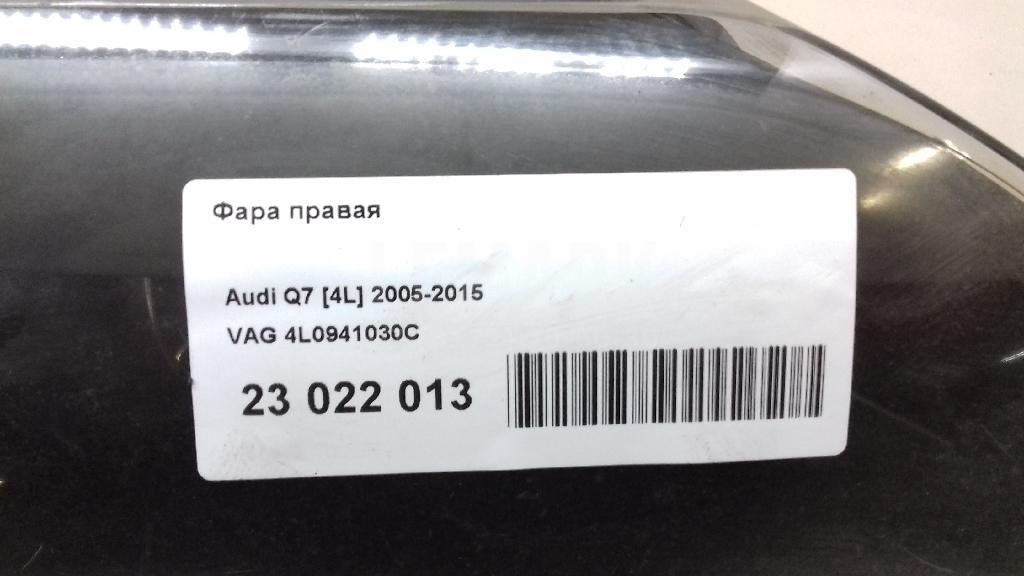 Фара правая
Audi Q7 [4L] 2005-2015
VAG 4L0941030C
23 022 013